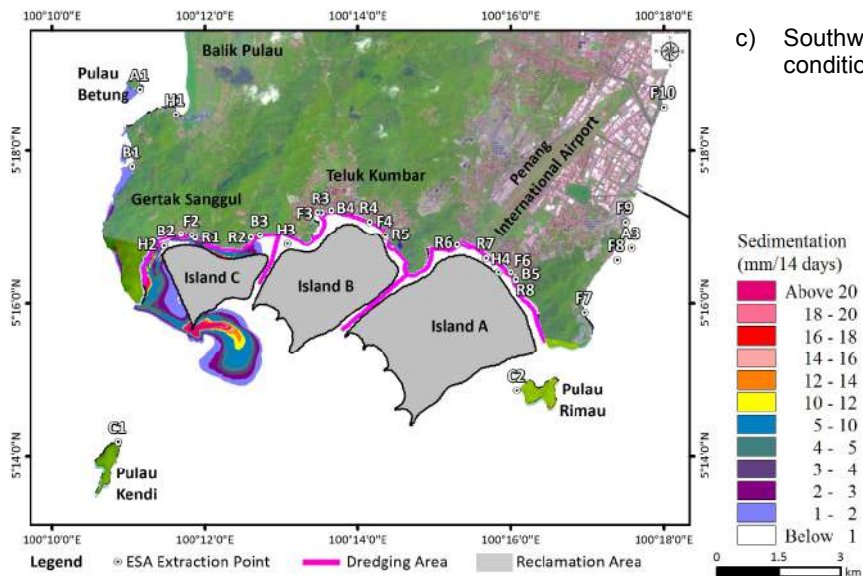 100°10'0"E 100°12'0"E 100°14'0"E 100°16'0"E 100°18'0"E
c) Southw
conditio
Balik Pulau
Pulau
Betung
A1
H1
F10
5°18'0"N
5°18'0"N
B1
Penang
International Airport
Teluk Kumbar
Gertak Sanggul
R3
F3
B4
R4
F4
R5
F9
A3
F8
B2
F2
H2
R1
R2
B3
H3
R6
R7
H4
F6
B5
R8
Island C
Island B
Island A
F7
5°16'0"N
5°16'0"N
C2
Pulau
Rimau
C1
Pulau
Kendi
5°14'0"N
5°14'0"N
Sedimentation
(mm/14 days)
Above 20
18 - 20
16 - 18
14 - 16
12 - 14
10 - 12
5 - 10
4 - 5
3 - 4
2 - 3
1 - 2
Below 1
0 1.5 3
km
100°10'0"E 100°12'0"E 100°14'0"E 100°16'0"E 100°18'0"E
Legend ESA Extraction Point Dredging Area Reclamation Area